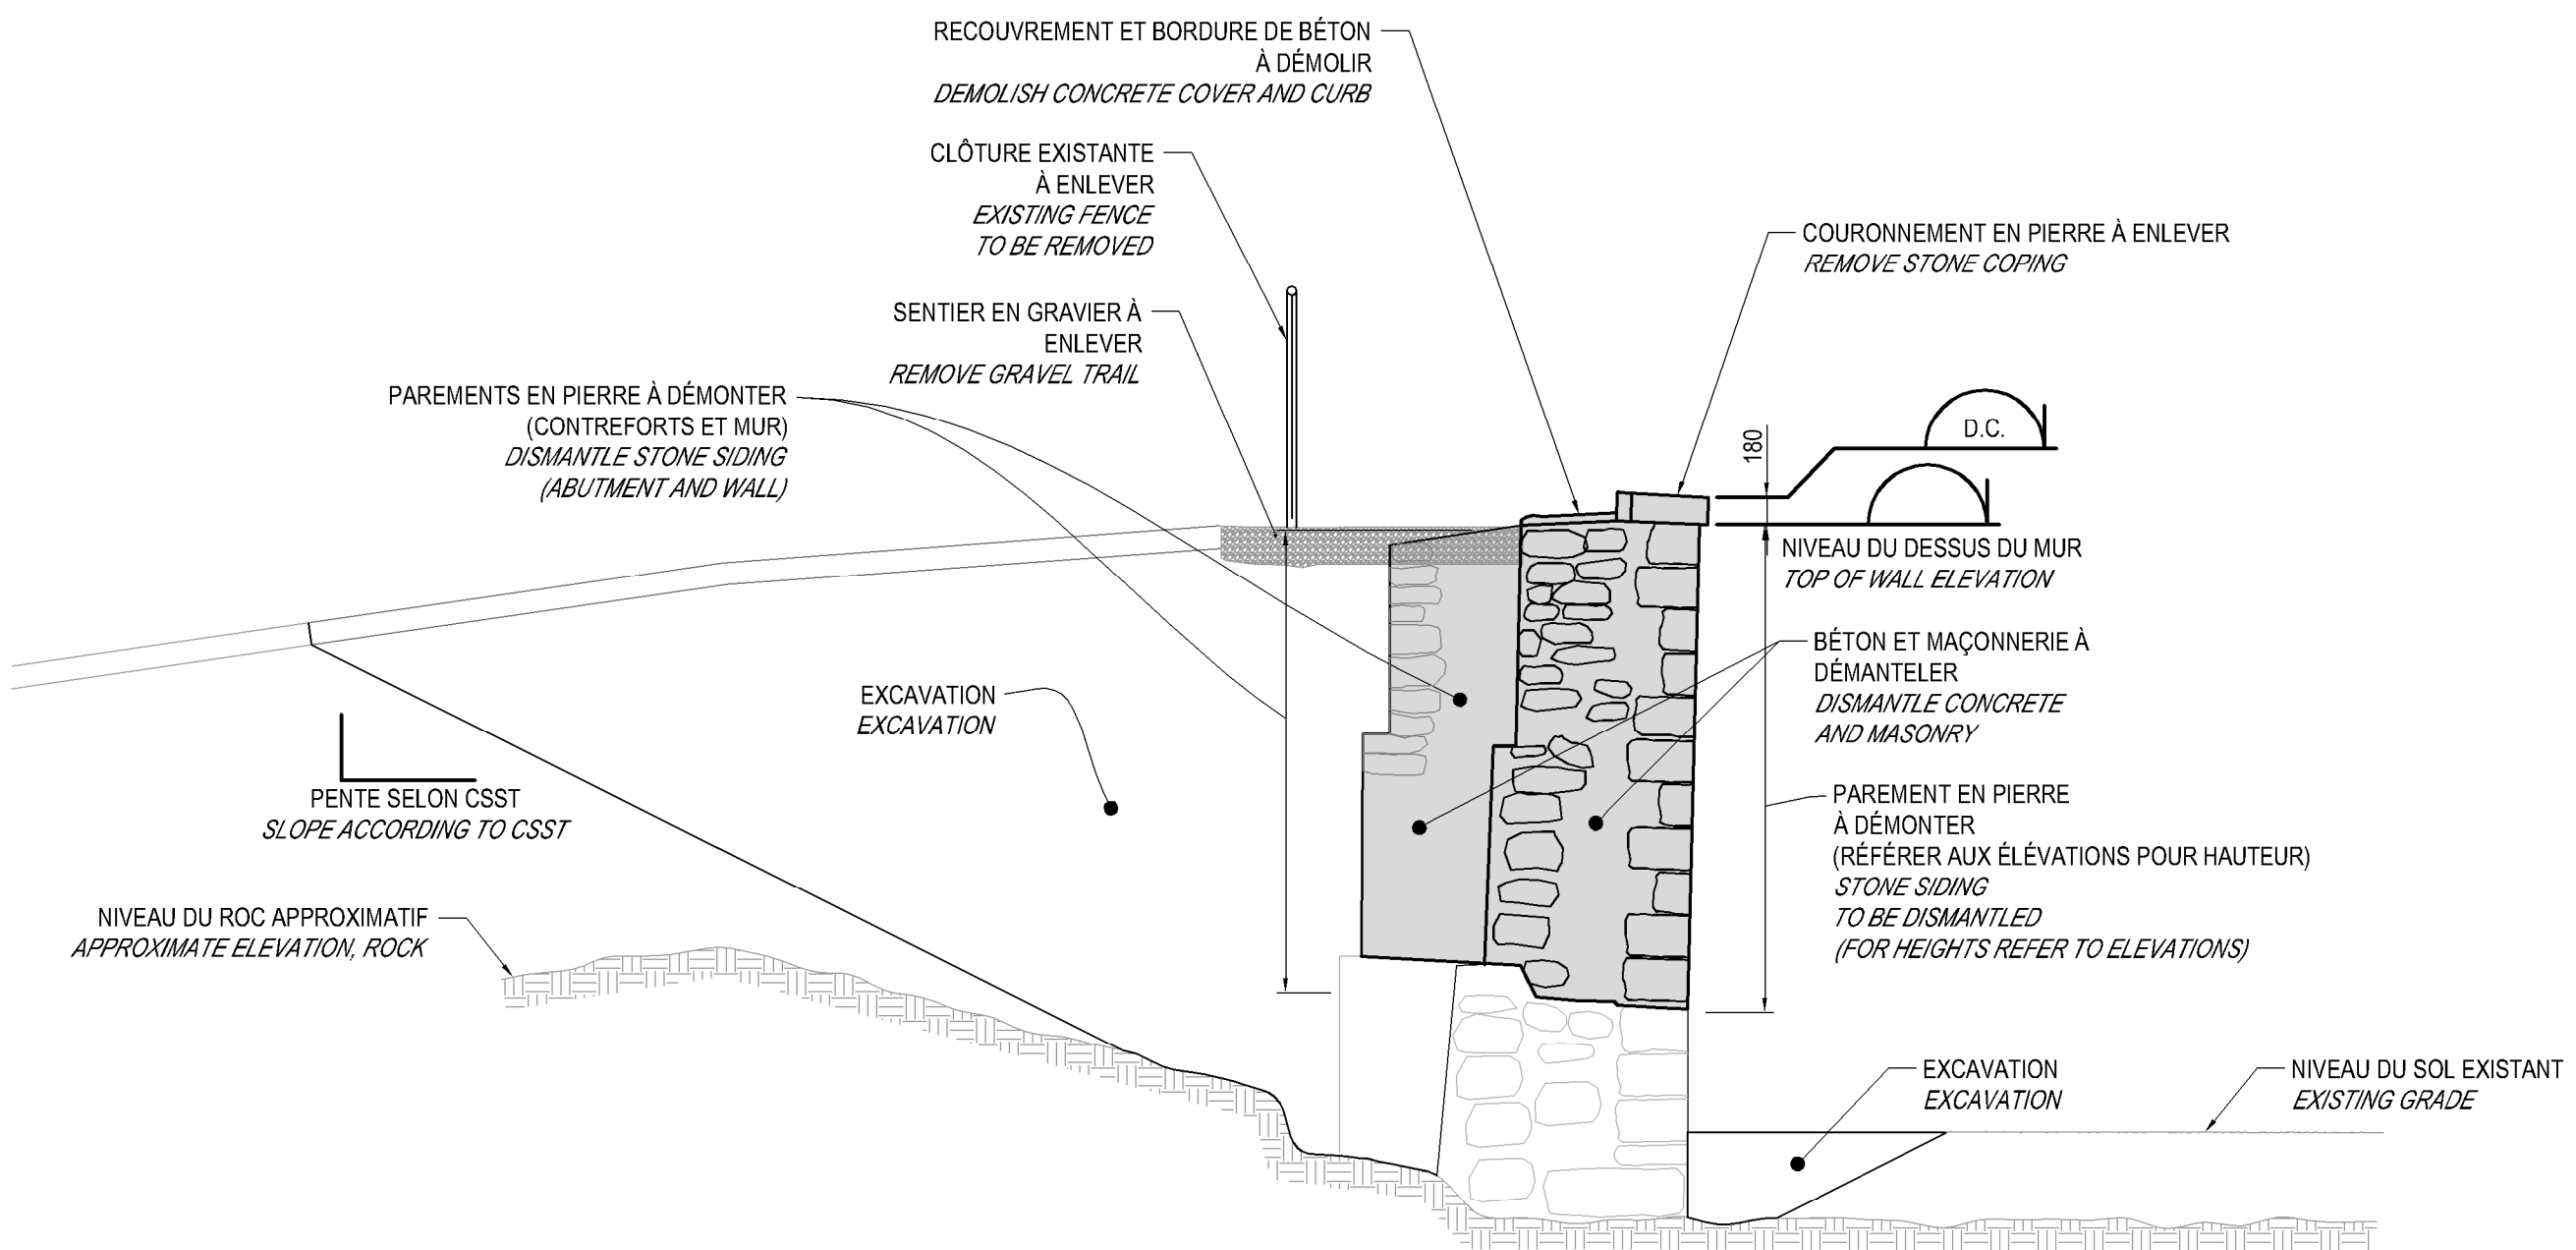 RECOUVREMENT ET BORDURE DE BÉTON
À DÉMOLIR
DEMOLISH CONCRETE COVER AND CURB
CLÔTURE EXISTANTE
À ENLEVER
EXISTING FENCE
TO BE REMOVED
COURONNEMENT EN PIERRE À ENLEVER
REMOVE STONE COPING
SENTIER EN GRAVIER À
ENLEVER
REMOVE GRAVEL TRAIL
PAREMENTS EN PIERRE À DÉMONTER
(CONTREFORTS ET MUR)
DISMANTLE STONE SIDING
(ABUTMENT AND WALL)
D.C.
180
NIVEAU DU DESSUS DU MUR
TOP OF WALL ELEVATION
BÉTON ET MAÇONNERIE À
DÉMANTELER
DISMANTLE CONCRETE
AND MASONRY
EXCAVATION
EXCAVATION
PENTE SELON CSST
SLOPE ACCORDING TO CSST
PAREMENT EN PIERRE
À DÉMONTER
(RÉFÉRER AUX ÉLÉVATIONS POUR HAUTEUR)
STONE SIDING
TO BE DISMANTLED
(FOR HEIGHTS REFER TO ELEVATIONS)
NIVEAU DU ROC APPROXIMATIF
APPROXIMATE ELEVATION, ROCK
EXCAVATION
EXCAVATION
NIVEAU DU SOL EXISTANT
EXISTING GRADE